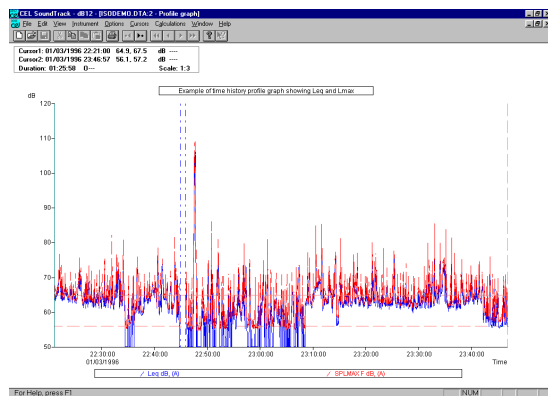 CEL SoundTrack - dB12 - [ISODEMO.DTA:2 - Profile graph]
File Edit View Instrument Options Cursors Calculations Window Help
Cursor1: 01/03/1996 22:21:00 64.9, 67.5 dB ----
Cursor2: 01/03/1996 23:46:57 56.1, 57.2 dB ----
Duration: 01:25:58 0--- Scale: 1:3
Example of time history profile graph showing Leq and Lmax
dB
120
110
100
90
80
70
60
50
22:30:00 22:40:00 22:50:00 23:00:00 23:10:00 23:20:00 23:30:00 23:40:00
01/03/1996 Time
Leq dB, (A) SPLMAX F dB, (A)
For Help, press F1 NUM